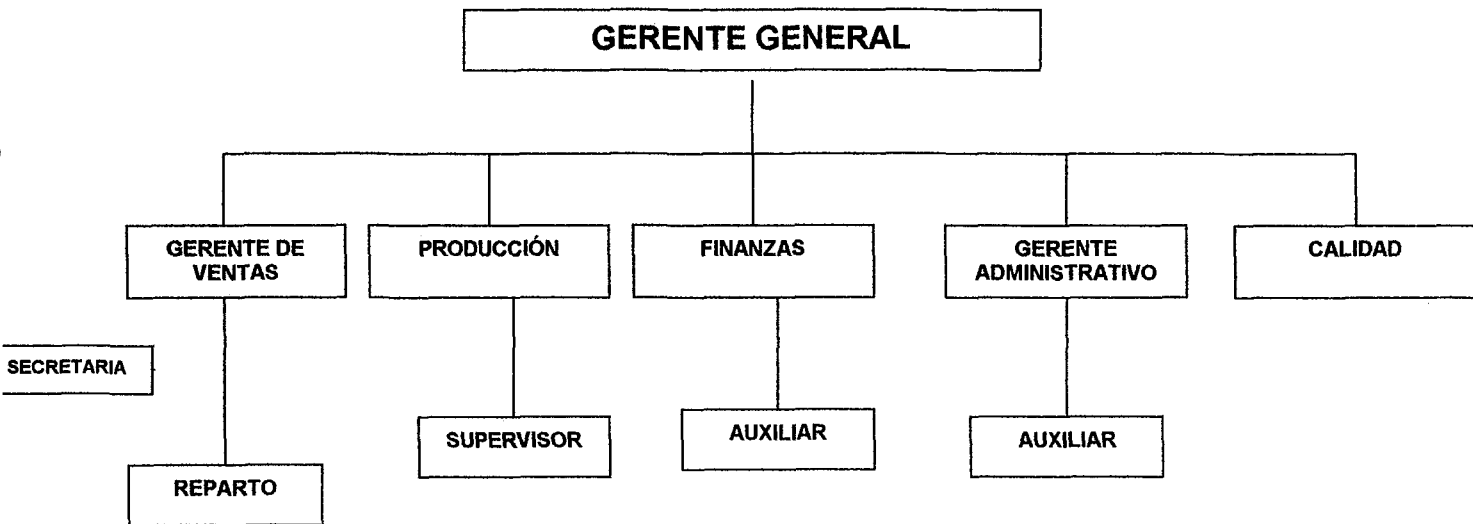 GERENTE GENERAL
GERENTE DE
VENTAS
PRODUCCIÓN
FINANZAS
GERENTE
ADMINISTRATIVO
CALIDAD
SECRETARIA
SUPERVISOR
AUXILIAR
AUXILIAR
REPARTO